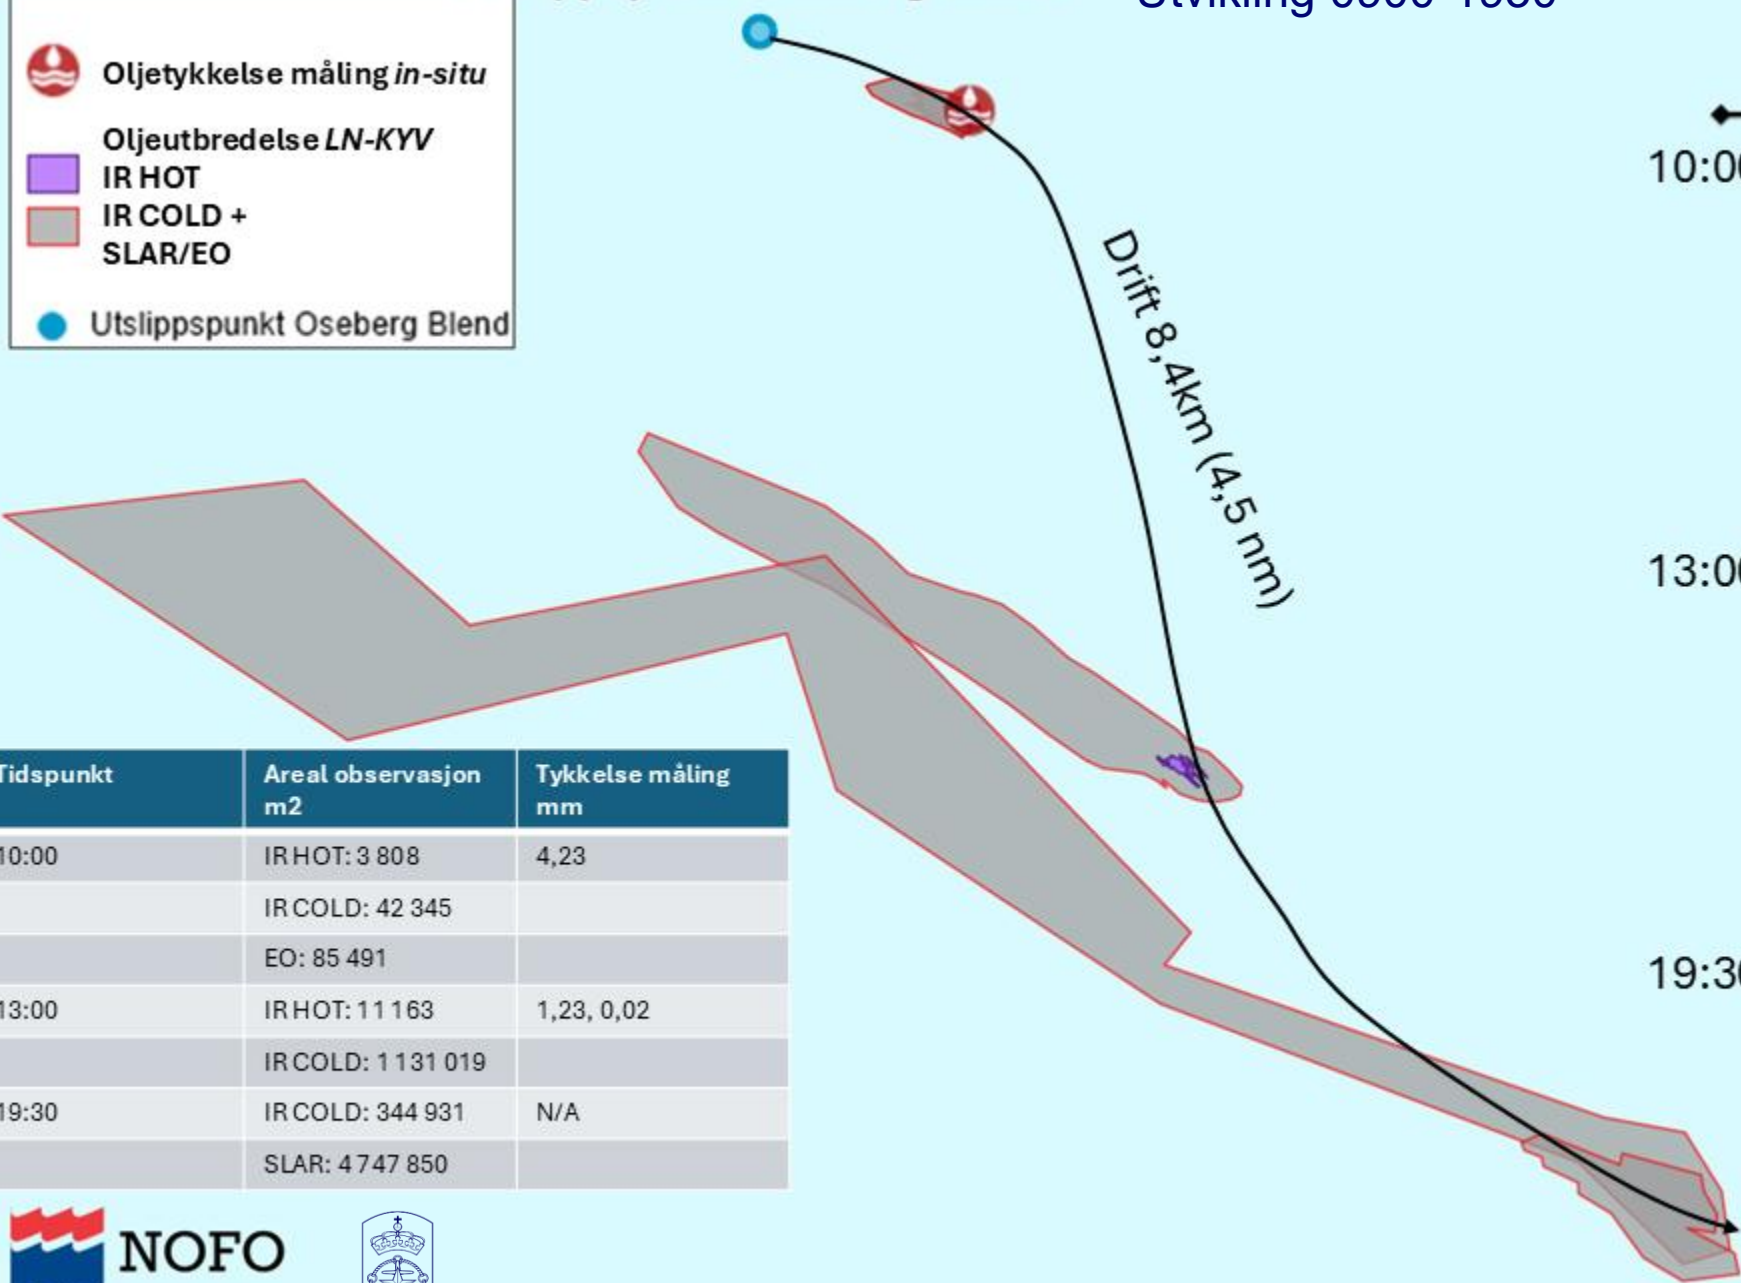 Oljetykkelse måling in-situ
Oljeutbredelse LN-KYV
IR HOT
IR COLD +
SLAR/EO
Utslippspunkt Oseberg Blend
Drift 8,4km (4,5 nm)
10:00
13:00
19:30
Tidspunkt Areal observasjon m2 Tykkelse måling mm
10:00 IR HOT: 3 808 4,23
IR COLD: 42 345
EO: 85 491
13:00 IR HOT: 11 163 1,23, 0,02
IR COLD: 1 131 019
19:30 IR COLD: 344 931 N/A
SLAR: 4 747 850
NOFO